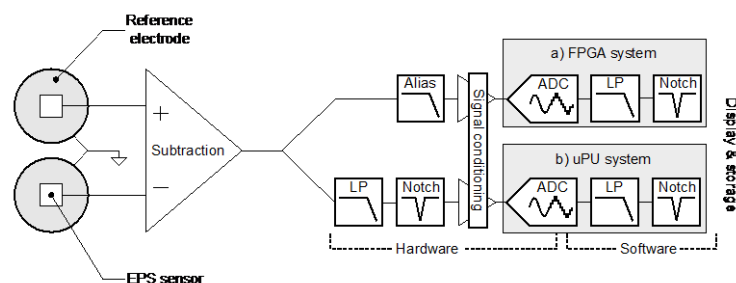 Reference
electrode
+
Subtraction
−
EPS sensor
Alias
LP
Notch
Signal conditioning
a) FPGA system
ADC
LP
Notch
b) uPU system
ADC
LP
Notch
Hardware
Software
Display & storage